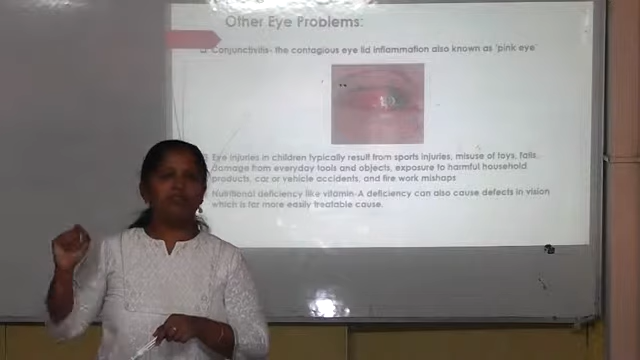 Other Eye Problems:
Conjunctivitis- the contagious eye lid inflammation also known as 'pink eye'
Eye injuries in children typically result from sports injuries, misuse of toys, falls,
damage from everyday tools and objects, exposure to harmful household
products, car or vehicle accidents, and fire work mishaps
Nutritional deficiency like vitamin-A deficiency can also cause defects in vision
which is far more easily treatable cause.